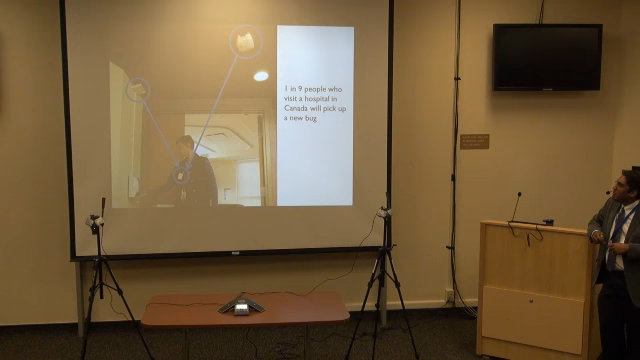 1 in 9 people who
visit a hospital in
Canada will pick up
a new bug